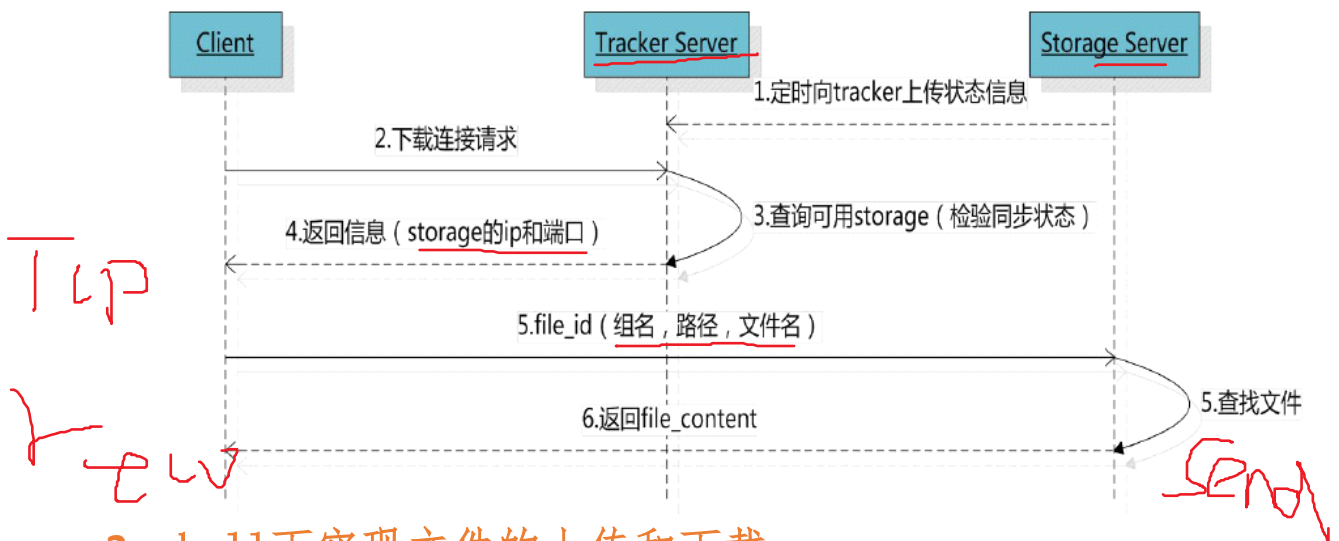 Client
Tracker Server
Storage Server
1.定时向tracker上传状态信息
2.下载连接请求
3.查询可用storage（检验同步状态）
4.返回信息（storage的ip和端口）
Tcp
5.file_id（组名，路径，文件名）
5.查找文件
6.返回file_content
send